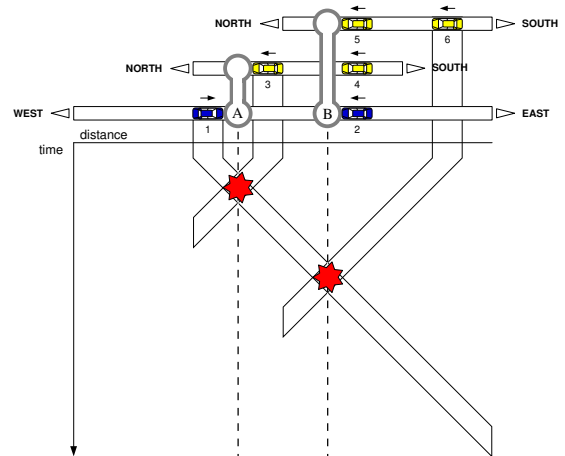 NORTH SOUTH
5 6
NORTH SOUTH
3 4
WEST A B EAST
1 2
distance
time